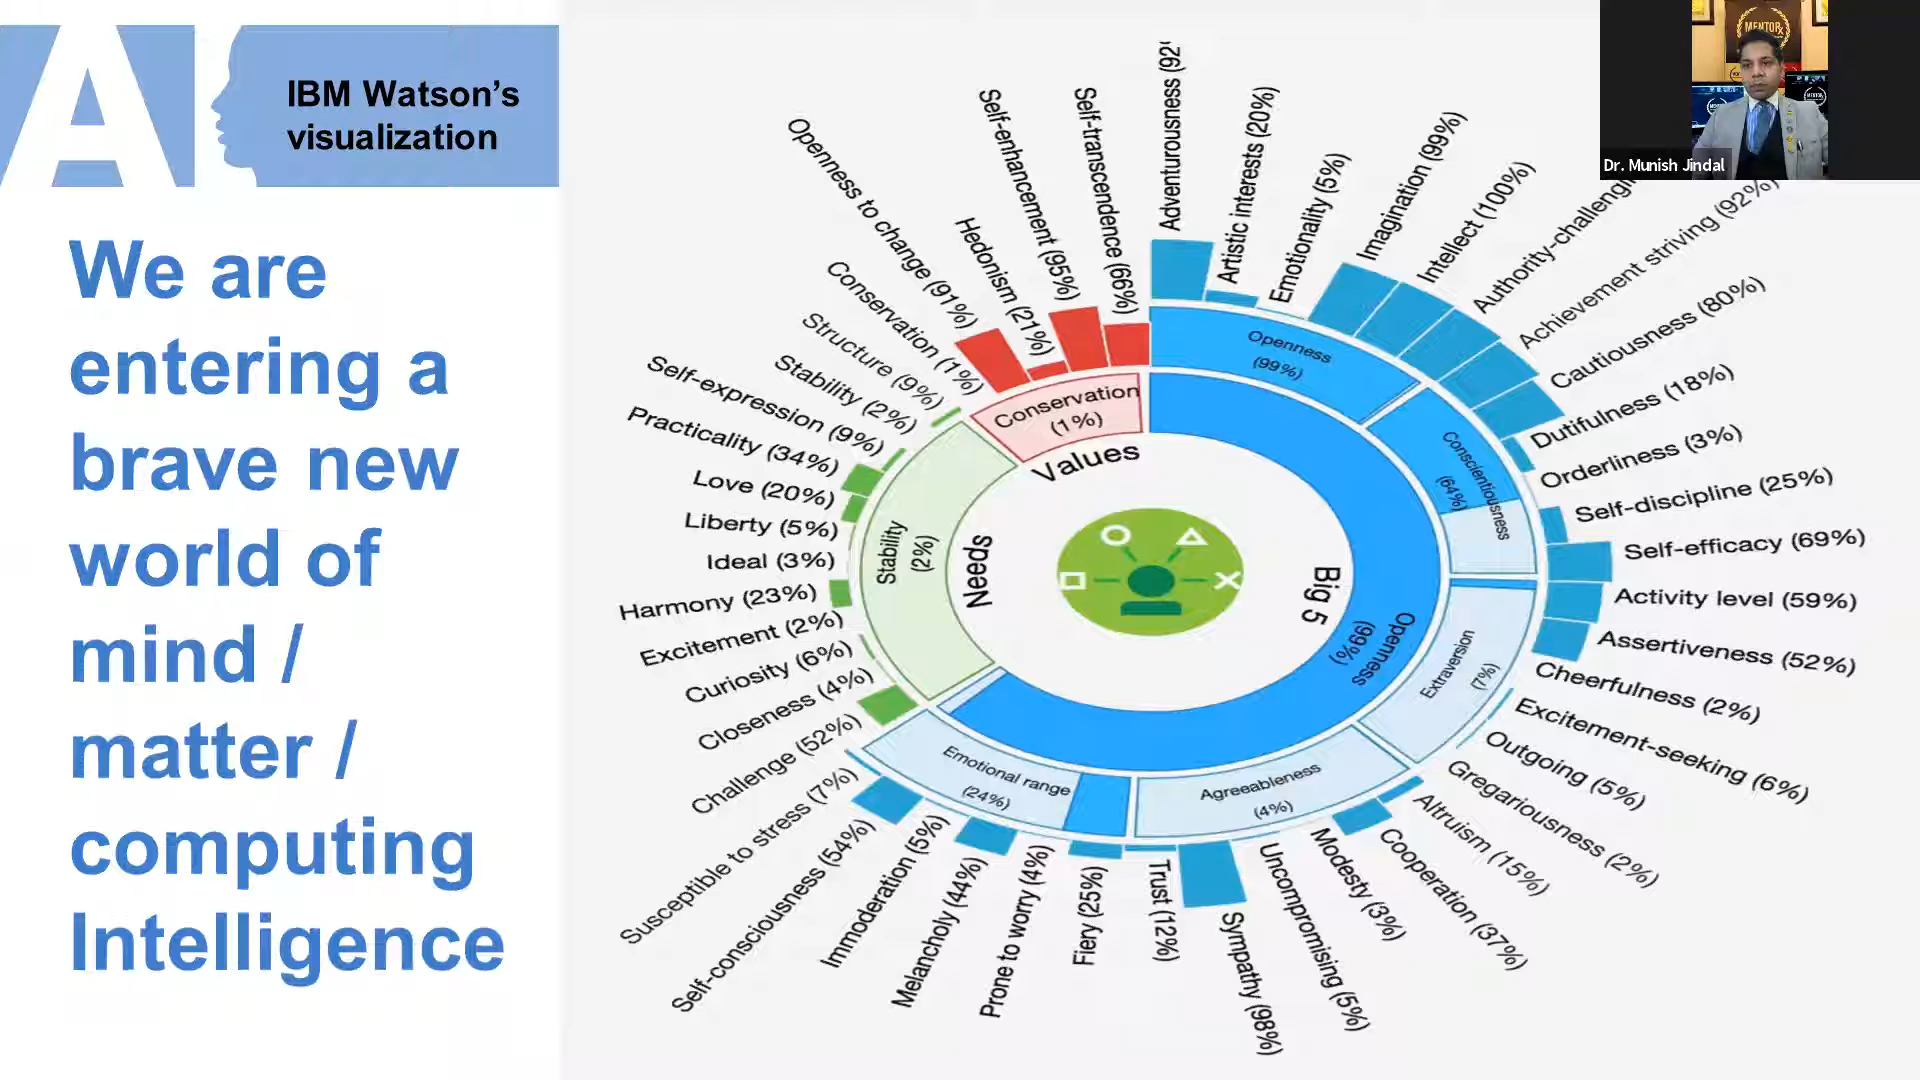 AI
IBM Watson’s
visualization
We are
entering a
brave new
world of
mind /
matter /
computing
Intelligence
Openness to change (91%)
Hedonism (21%)
Self-enhancement (95%)
Self-transcendence (66%)
Adventurousness (92
Artistic interests (20%)
Emotionality (5%)
Imagination (99%)
Intellect (100%)
Authority-challengi
Achievement striving (92%)
Cautiousness (80%)
Dutifulness (18%)
Orderliness (3%)
Self-discipline (25%)
Self-efficacy (69%)
Activity level (59%)
Assertiveness (52%)
Cheerfulness (2%)
Excitement-seeking (6%)
Outgoing (5%)
Gregariousness (2%)
Altruism (15%)
Cooperation (37%)
Modesty (3%)
Uncompromising (5%)
Sympathy (98%)
Trust (12%)
Fiery (25%)
Prone to worry (4%)
Melancholy (44%)
Immoderation (5%)
Self-consciousness (54%)
Susceptible to stress (7%)
Challenge (52%)
Closeness (4%)
Curiosity (6%)
Excitement (2%)
Harmony (23%)
Ideal (3%)
Liberty (5%)
Love (20%)
Practicality (34%)
Self-expression (9%)
Stability (2%)
Structure (9%)
Conservation (1%)
Openness
(99%)
Conscientiousness
(64%)
Extraversion
(7%)
Agreeableness
(4%)
Emotional range
(24%)
Stability
(2%)
Conservation
(1%)
Values
Needs
Big 5
Openness
(99%)
MENTORx
Dr. Munish Jindal